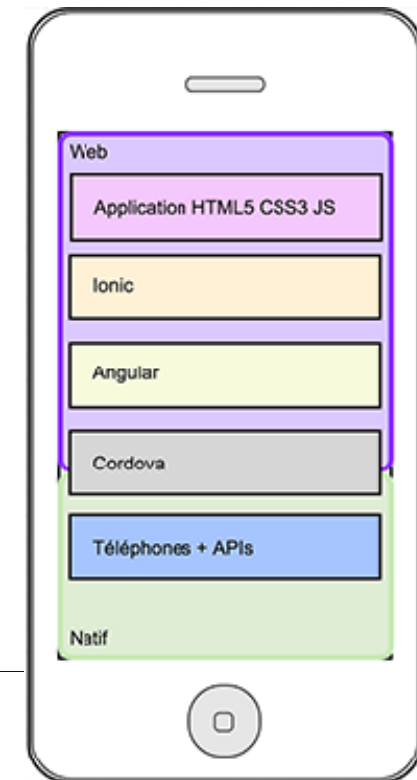 Web
Application HTML5 CSS3 JS
Ionic
Angular
Cordova
Téléphones + APIs
Natif